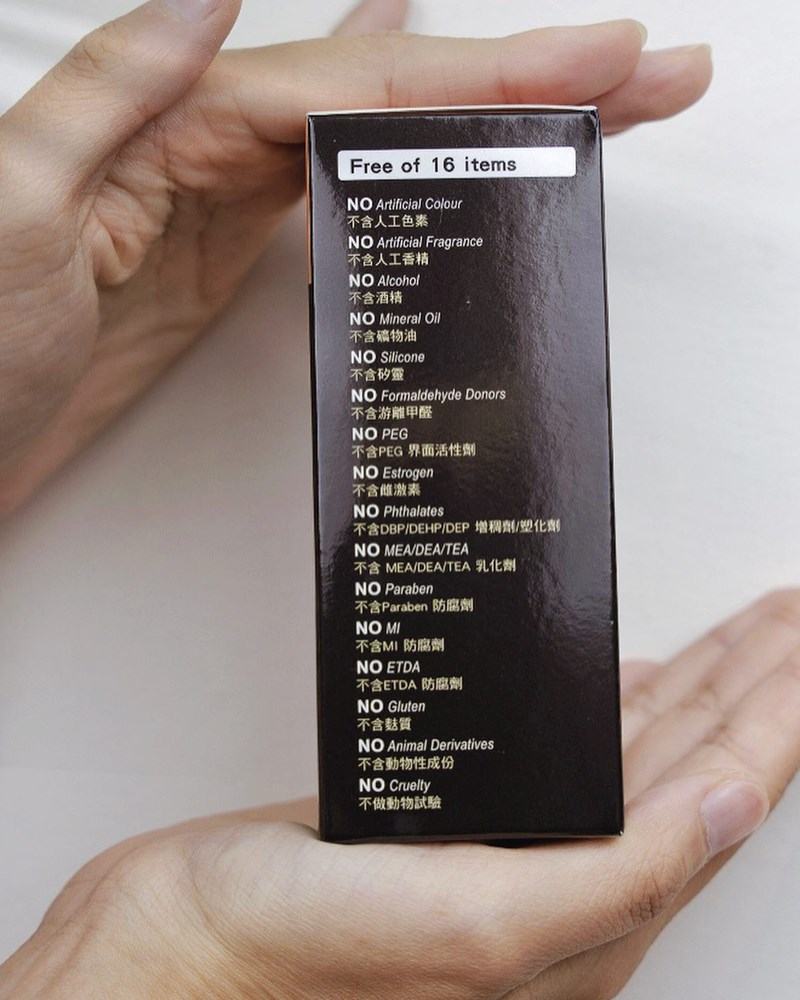 Free of 16 items
NO Artificial Colour
不含人工色素
NO Artificial Fragrance
不含人工香精
NO Alcohol
不含酒精
NO Mineral Oil
不含礦物油
NO Silicone
不含矽靈
NO Formaldehyde Donors
不含游離甲醛
NO PEG
不含PEG 界面活性劑
NO Estrogen
不含雌激素
NO Phthalates
不含DBP/DEHP/DEP 增稠劑/塑化劑
NO MEA/DEA/TEA
不含 MEA/DEA/TEA 乳化劑
NO Paraben
不含Paraben 防腐劑
NO MI
不含MI 防腐劑
NO ETDA
不含ETDA 防腐劑
NO Gluten
不含麩質
NO Animal Derivatives
不含動物性成份
NO Cruelty
不做動物試驗